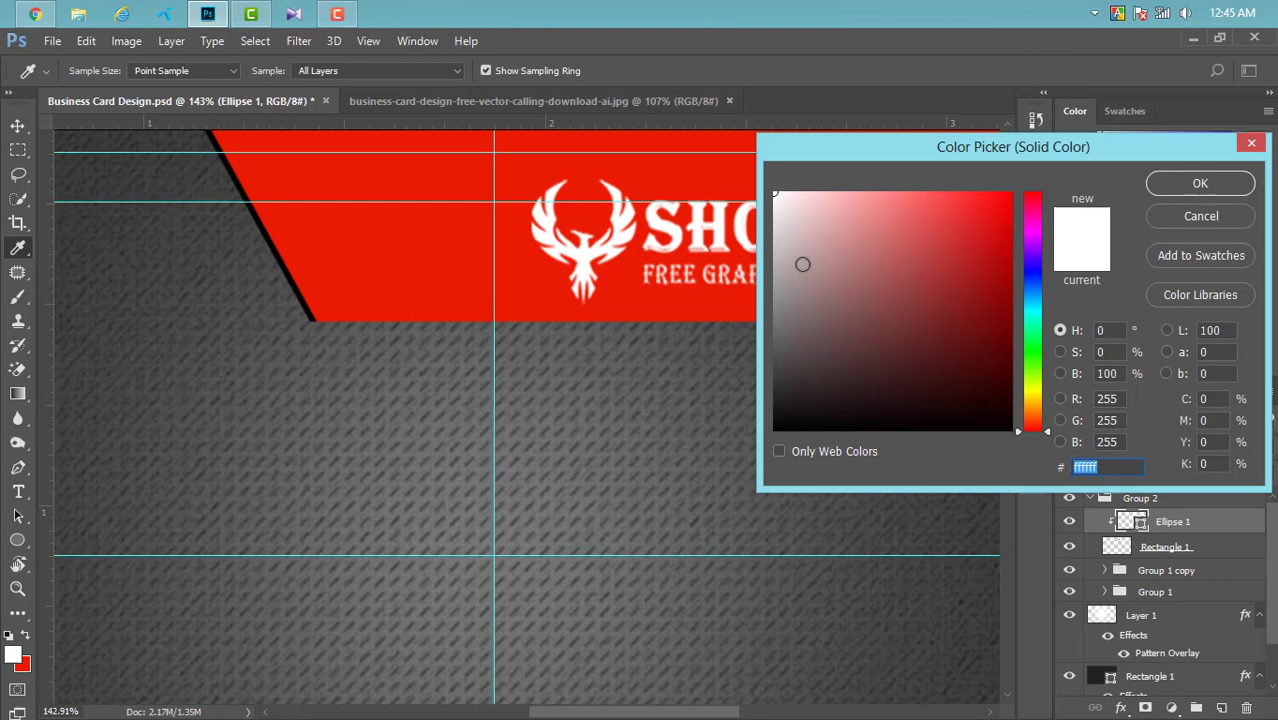 12:45 AM
Ps File Edit Image Layer Type Select Filter 3D View Window Help
Sample Size: Point Sample Sample: All Layers Show Sampling Ring
Business Card Design.psd @ 143% (Ellipse 1, RGB/8#) * × business-card-design-free-vector-calling-download-ai.jpg @ 107% (RGB/8#) ×
Color Swatches
1 2 3
Color Picker (Solid Color)
new
OK
Cancel
SHO
FREE GRA
Add to Swatches
current
Color Libraries
H: 0 ° L: 100
S: 0 % a: 0
B: 100 % b: 0
R: 255 C: 0 %
G: 255 M: 0 %
B: 255 Y: 0 %
Only Web Colors
# ffffff K: 0 %
Group 2
1
Ellipse 1
Rectangle 1
Group 1 copy
Group 1
Layer 1 fx
Effects
Pattern Overlay
Rectangle 1 fx
142.91% Doc: 2.17M/1.35M